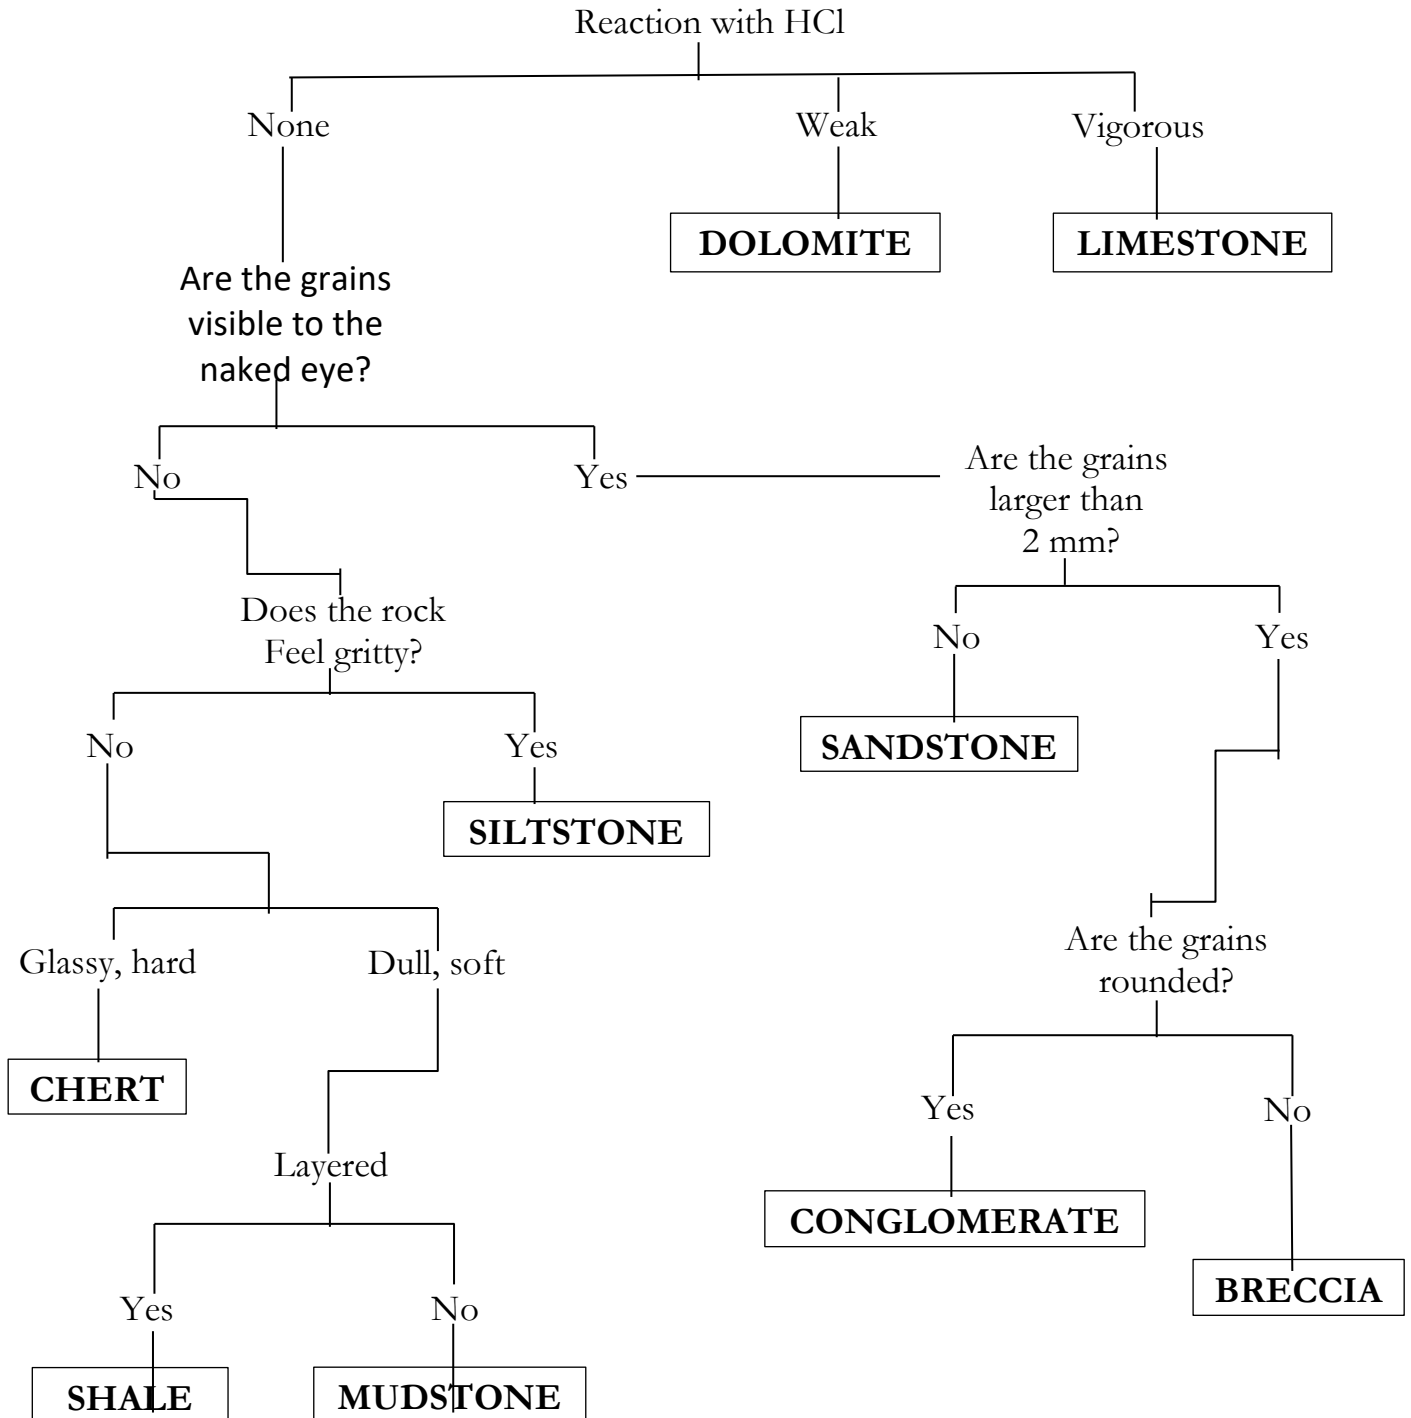 Reaction with HCl
None
Weak
Vigorous
DOLOMITE
LIMESTONE
Are the grains
visible to the
naked eye?
No
Yes
Are the grains
larger than
2 mm?
Does the rock
Feel gritty?
No
Yes
No
Yes
SANDSTONE
SILTSTONE
Glassy, hard
Dull, soft
Are the grains
rounded?
CHERT
Yes
No
Layered
CONGLOMERATE
BRECCIA
Yes
No
SHALE
MUDSTONE